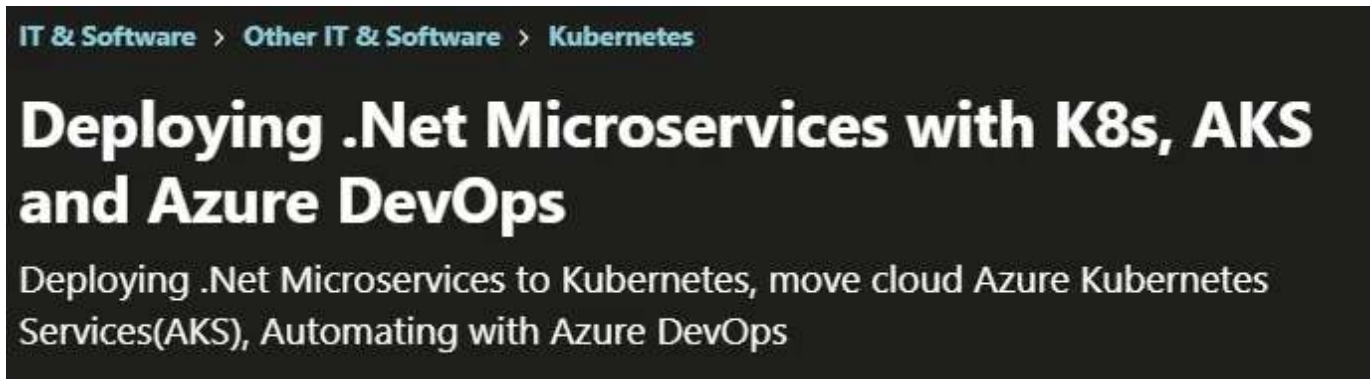 IT & Software > Other IT & Software > Kubernetes
Deploying .Net Microservices with K8s, AKS
and Azure DevOps
Deploying .Net Microservices to Kubernetes, move cloud Azure Kubernetes
Services(AKS), Automating with Azure DevOps